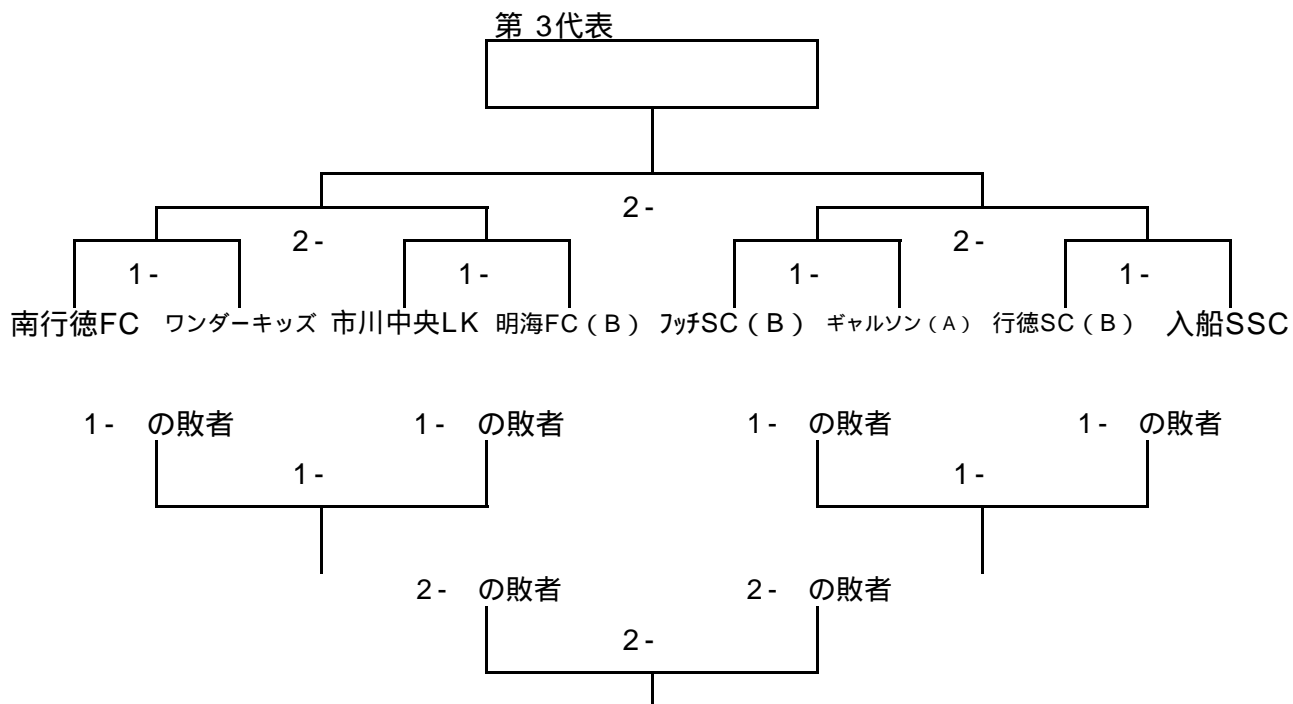 第 3代表
2-
2-
2-
1-
1-
1-
1-
南行徳FC ワンダーキッズ 市川中央LK 明海FC（B） フッチSC（B） ギャルソン（A） 行徳SC（B） 入船SSC
1- の敗者 1- の敗者 1- の敗者 1- の敗者
1-
1-
2- の敗者 2- の敗者
2-